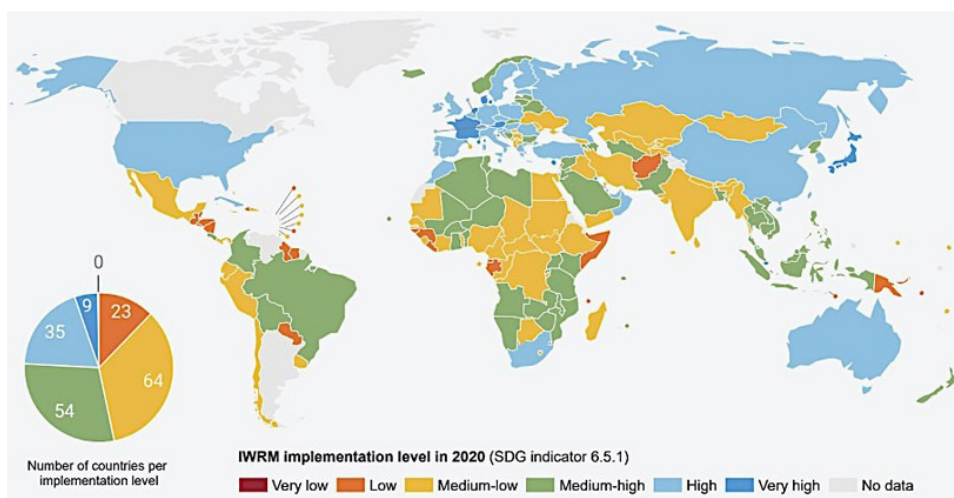 0
9
23
35
64
54
Number of countries per
implementation level
IWRM implementation level in 2020 (SDG indicator 6.5.1)
Very low Low Medium-low Medium-high High Very high No data